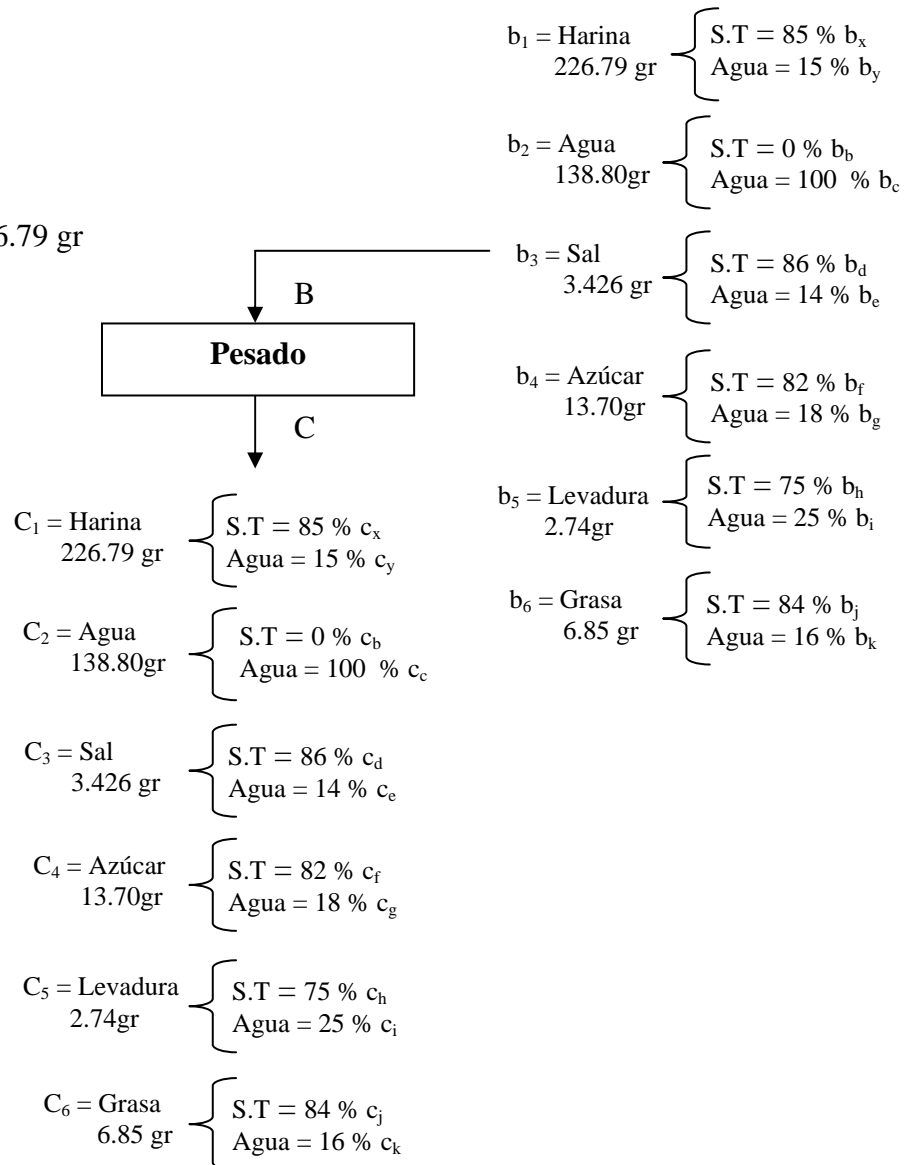 b₁ = Harina
226.79 gr
S.T = 85 % bₓ
Agua = 15 % b_y
b₂ = Agua
138.80gr
S.T = 0 % b_b
Agua = 100 % b_c
6.79 gr
b₃ = Sal
3.426 gr
S.T = 86 % b_d
Agua = 14 % b_e
B
Pesado
C
b₄ = Azúcar
13.70gr
S.T = 82 % b_f
Agua = 18 % b_g
b₅ = Levadura
2.74gr
S.T = 75 % b_h
Agua = 25 % b_i
b₆ = Grasa
6.85 gr
S.T = 84 % b_j
Agua = 16 % b_k
C₁ = Harina
226.79 gr
S.T = 85 % cₓ
Agua = 15 % c_y
C₂ = Agua
138.80gr
S.T = 0 % c_b
Agua = 100 % c_c
C₃ = Sal
3.426 gr
S.T = 86 % c_d
Agua = 14 % c_e
C₄ = Azúcar
13.70gr
S.T = 82 % c_f
Agua = 18 % c_g
C₅ = Levadura
2.74gr
S.T = 75 % c_h
Agua = 25 % c_i
C₆ = Grasa
6.85 gr
S.T = 84 % c_j
Agua = 16 % c_k